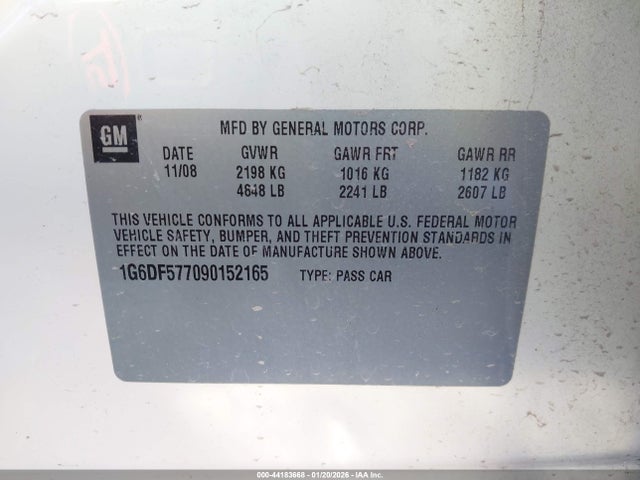 GM
MFD BY GENERAL MOTORS CORP.
DATE GVWR GAWR FRT GAWR RR
11/08 2198 KG 1016 KG 1182 KG
4848 LB 2241 LB 2607 LB
THIS VEHICLE CONFORMS TO ALL APPLICABLE U.S. FEDERAL MOTOR
VEHICLE SAFETY, BUMPER, AND THEFT PREVENTION STANDARDS IN
EFFECT ON THE DATE OF MANUFACTURE SHOWN ABOVE.
1G6DF577090152165 TYPE: PASS CAR
000-44183668 - 01/20/2026 - IAAI.COM